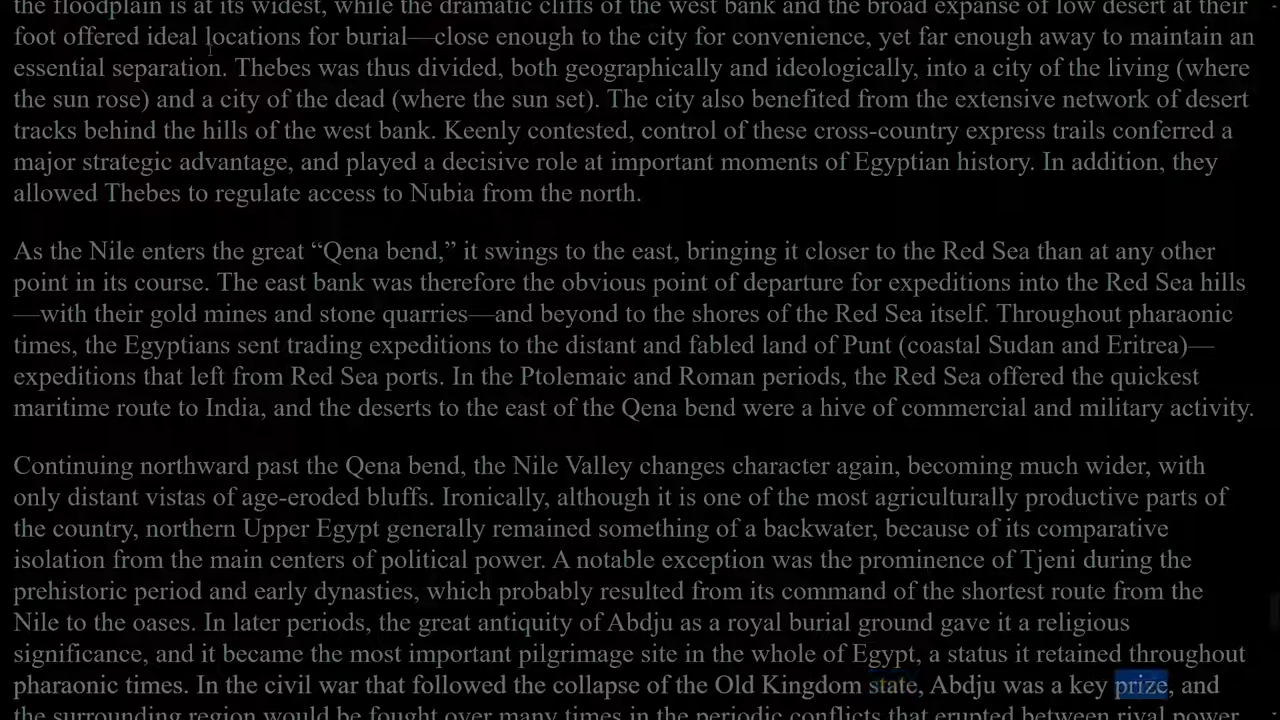 the floodplain is at its widest, while the dramatic cliffs of the west bank and the broad expanse of low desert at their
foot offered ideal locations for burial—close enough to the city for convenience, yet far enough away to maintain an
essential separation. Thebes was thus divided, both geographically and ideologically, into a city of the living (where
the sun rose) and a city of the dead (where the sun set). The city also benefited from the extensive network of desert
tracks behind the hills of the west bank. Keenly contested, control of these cross-country express trails conferred a
major strategic advantage, and played a decisive role at important moments of Egyptian history. In addition, they
allowed Thebes to regulate access to Nubia from the north.
As the Nile enters the great “Qena bend,” it swings to the east, bringing it closer to the Red Sea than at any other
point in its course. The east bank was therefore the obvious point of departure for expeditions into the Red Sea hills
—with their gold mines and stone quarries—and beyond to the shores of the Red Sea itself. Throughout pharaonic
times, the Egyptians sent trading expeditions to the distant and fabled land of Punt (coastal Sudan and Eritrea)—
expeditions that left from Red Sea ports. In the Ptolemaic and Roman periods, the Red Sea offered the quickest
maritime route to India, and the deserts to the east of the Qena bend were a hive of commercial and military activity.
Continuing northward past the Qena bend, the Nile Valley changes character again, becoming much wider, with
only distant vistas of age-eroded bluffs. Ironically, although it is one of the most agriculturally productive parts of
the country, northern Upper Egypt generally remained something of a backwater, because of its comparative
isolation from the main centers of political power. A notable exception was the prominence of Tjeni during the
prehistoric period and early dynasties, which probably resulted from its command of the shortest route from the
Nile to the oases. In later periods, the great antiquity of Abdju as a royal burial ground gave it a religious
significance, and it became the most important pilgrimage site in the whole of Egypt, a status it retained throughout
pharaonic times. In the civil war that followed the collapse of the Old Kingdom state, Abdju was a key prize, and
the surrounding region would be fought over many times in the periodic conflicts that erupted between rival power